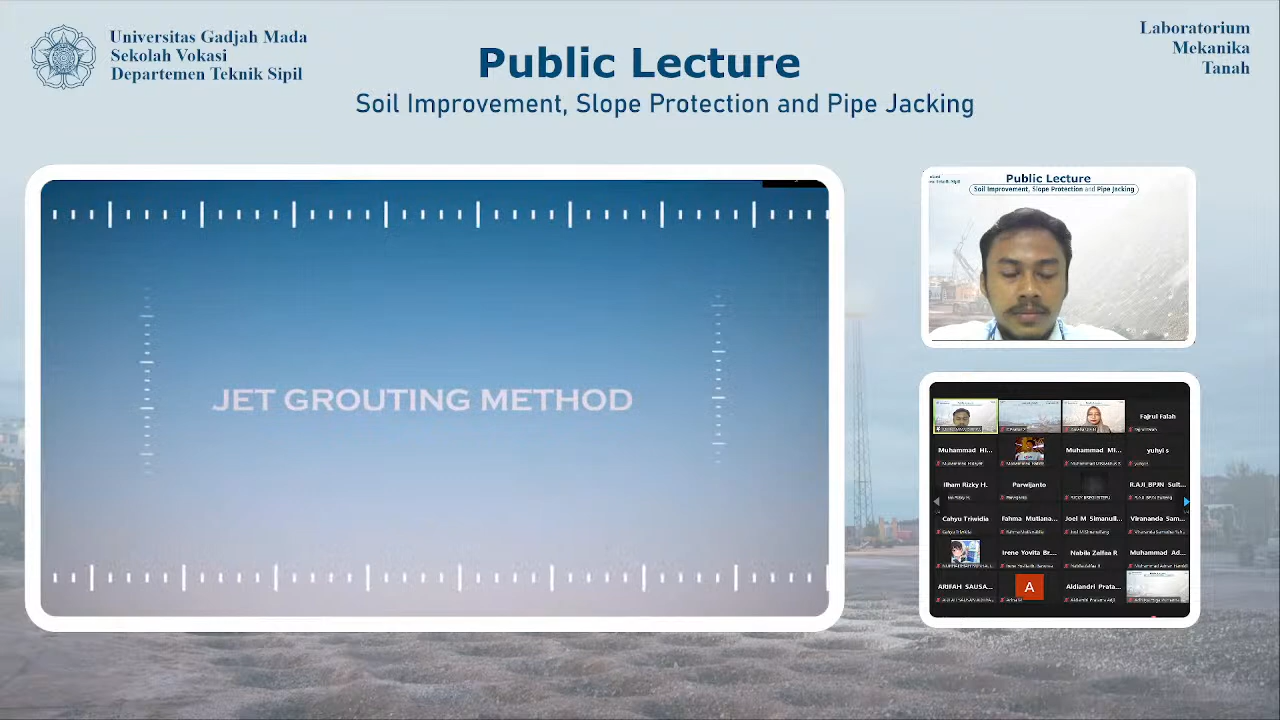 Universitas Gadjah Mada
Sekolah Vokasi
Departemen Teknik Sipil
Public Lecture
Soil Improvement, Slope Protection and Pipe Jacking
Laboratorium
Mekanika
Tanah
JET GROUTING METHOD
Public Lecture
Soil Improvement, Slope Protection and Pipe Jacking
Fajrul Falah
Muhammad Hi...
Muhammad Mi...
yuhyi s
Ilham Rizky H.
Parwijanto
R.AJI_BPJN Sult...
Cahyu Triwidia
Fahma Mutiana...
Joel M Simanull...
Virananda Sam...
Irene Yovita Br...
Nabila Zalfaa R
Muhammad Ad...
ARIFAH SAUSA...
A
Aldiandri Prata...